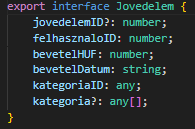 export interface Jovedelem {
jovedelemID?: number;
felhasznaloID: number;
bevetelHUF: number;
bevetelDatum: string;
kategoriaID: any;
kategoria?: any[];
}